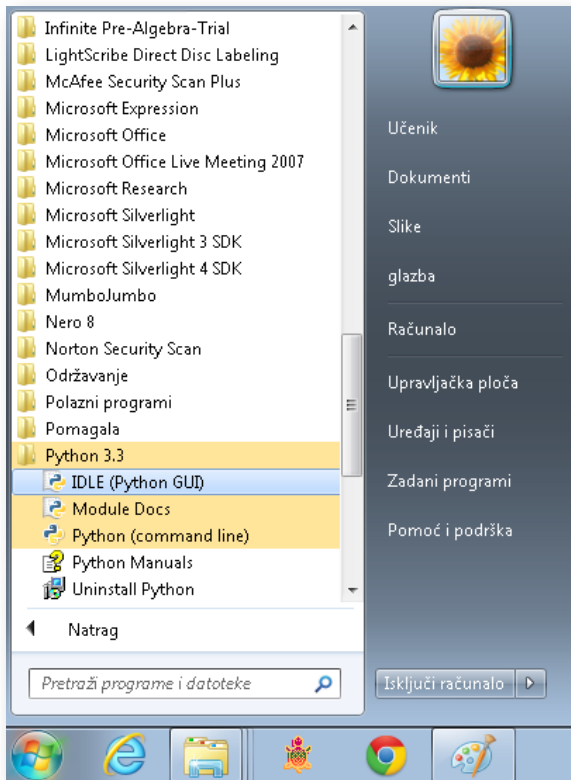 Infinite Pre-Algebra-Trial
LightScribe Direct Disc Labeling
McAfee Security Scan Plus
Microsoft Expression
Microsoft Office
Microsoft Office Live Meeting 2007
Microsoft Research
Microsoft Silverlight
Microsoft Silverlight 3 SDK
Microsoft Silverlight 4 SDK
MumboJumbo
Nero 8
Norton Security Scan
Održavanje
Polazni programi
Pomagala
Python 3.3
IDLE (Python GUI)
Module Docs
Python (command line)
Python Manuals
Uninstall Python
Natrag
Pretraži programe i datoteke
Učenik
Dokumenti
Slike
glazba
Računalo
Upravljačka ploča
Uređaji i pisači
Zadani programi
Pomoć i podrška
Isključi računalo